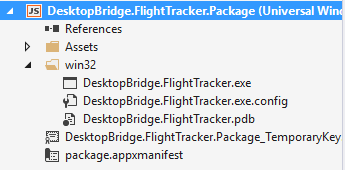 JS DesktopBridge.FlightTracker.Package (Universal Wind
References
Assets
win32
DesktopBridge.FlightTracker.exe
DesktopBridge.FlightTracker.exe.config
DesktopBridge.FlightTracker.pdb
DesktopBridge.FlightTracker.Package_TemporaryKey
package.appxmanifest